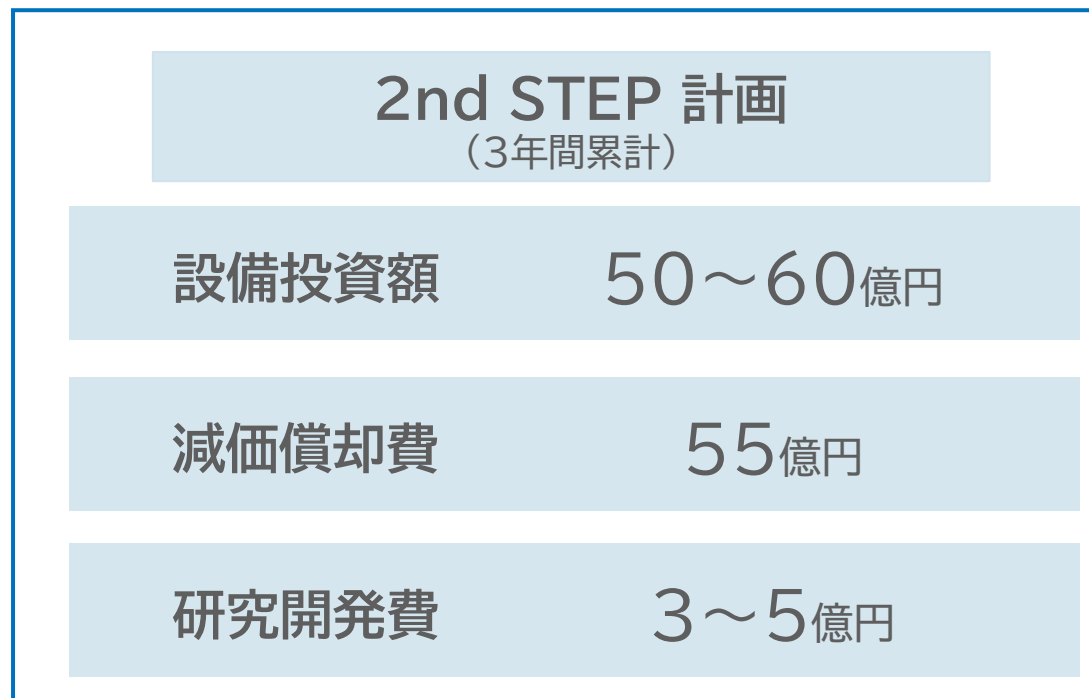 2nd STEP 計画
（3年間累計）
設備投資額 50～60億円
減価償却費 55億円
研究開発費 3～5億円